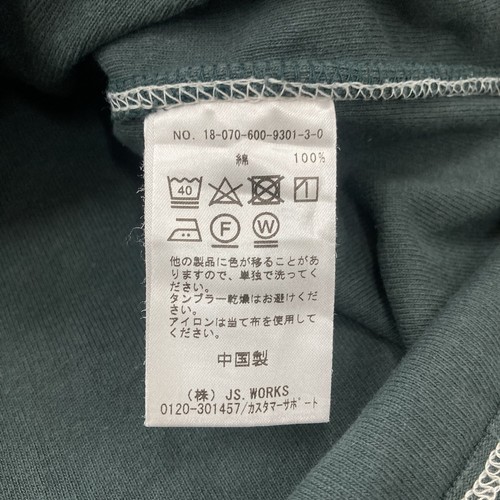 NO. 18-070-600-9301-3-0
綿 100%
40
F W
他の製品に色が移ることがあ
りますので、単独で洗ってく
ださい。
タンブラー乾燥はお避けくだ
さい。
アイロンは当て布を使用して
ください。
中国製
(株) JS.WORKS
0120-301457/カスタマーサポート